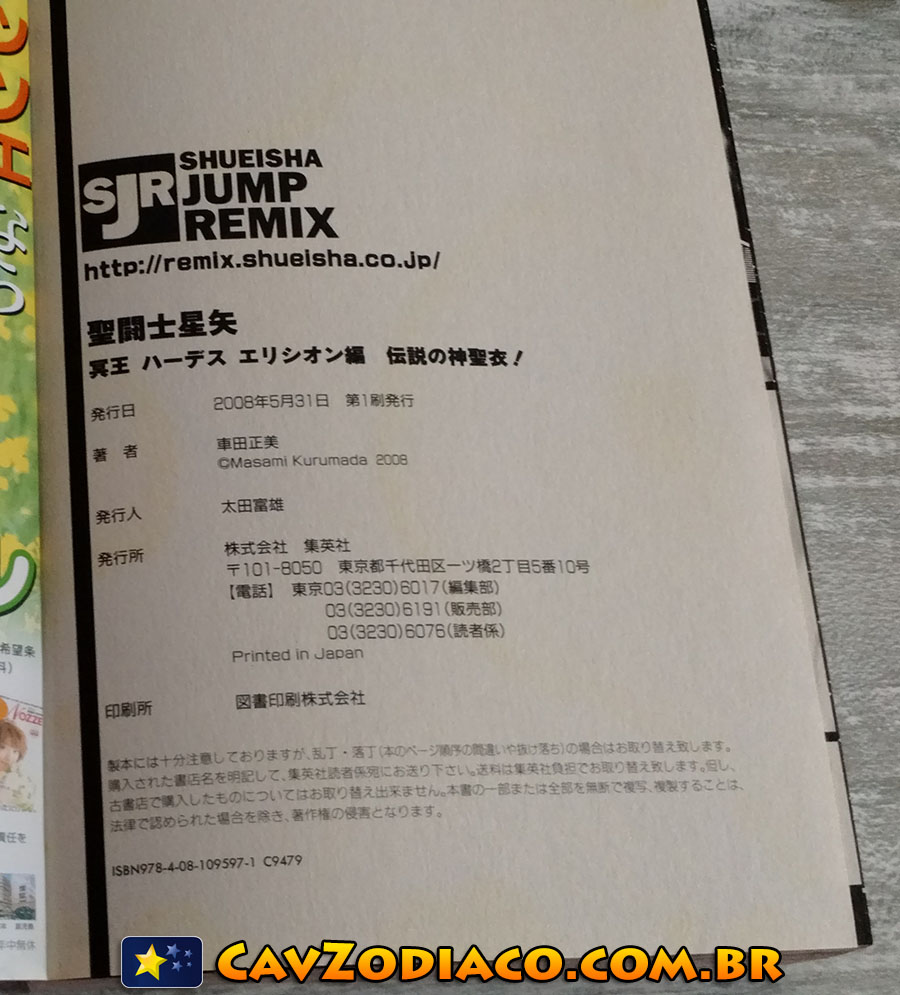 SJR
SHUEISHA
JUMP
REMIX
http://remix.shueisha.co.jp/
聖闘士星矢
冥王 ハーデス エリシオン編 伝説の神聖衣!
発行日 2008年5月31日 第1刷発行
著 者 車田正美
©Masami Kurumada 2008
発行人 太田富雄
発行所 株式会社 集英社
〒101-8050 東京都千代田区一ツ橋2丁目5番10号
【電話】 東京03(3230)6017(編集部)
03(3230)6191(販売部)
03(3230)6076(読者係)
Printed in Japan
印刷所 図書印刷株式会社
製本には十分注意しておりますが、乱丁・落丁(本のページ順序の間違いや抜け落ち)の場合はお取り替え致します。
購入された書店名を明記して、集英社読者係宛にお送り下さい。送料は集英社負担でお取り替え致します。但し、
古書店で購入したものについてはお取り替え出来ません。本書の一部または全部を無断で複写、複製することは、
法律で認められた場合を除き、著作権の侵害となります。
ISBN978-4-08-109597-1 C9479
希望条
料)
NOZZE
責任を
年中無休
CAVZODIACO.COM.BR